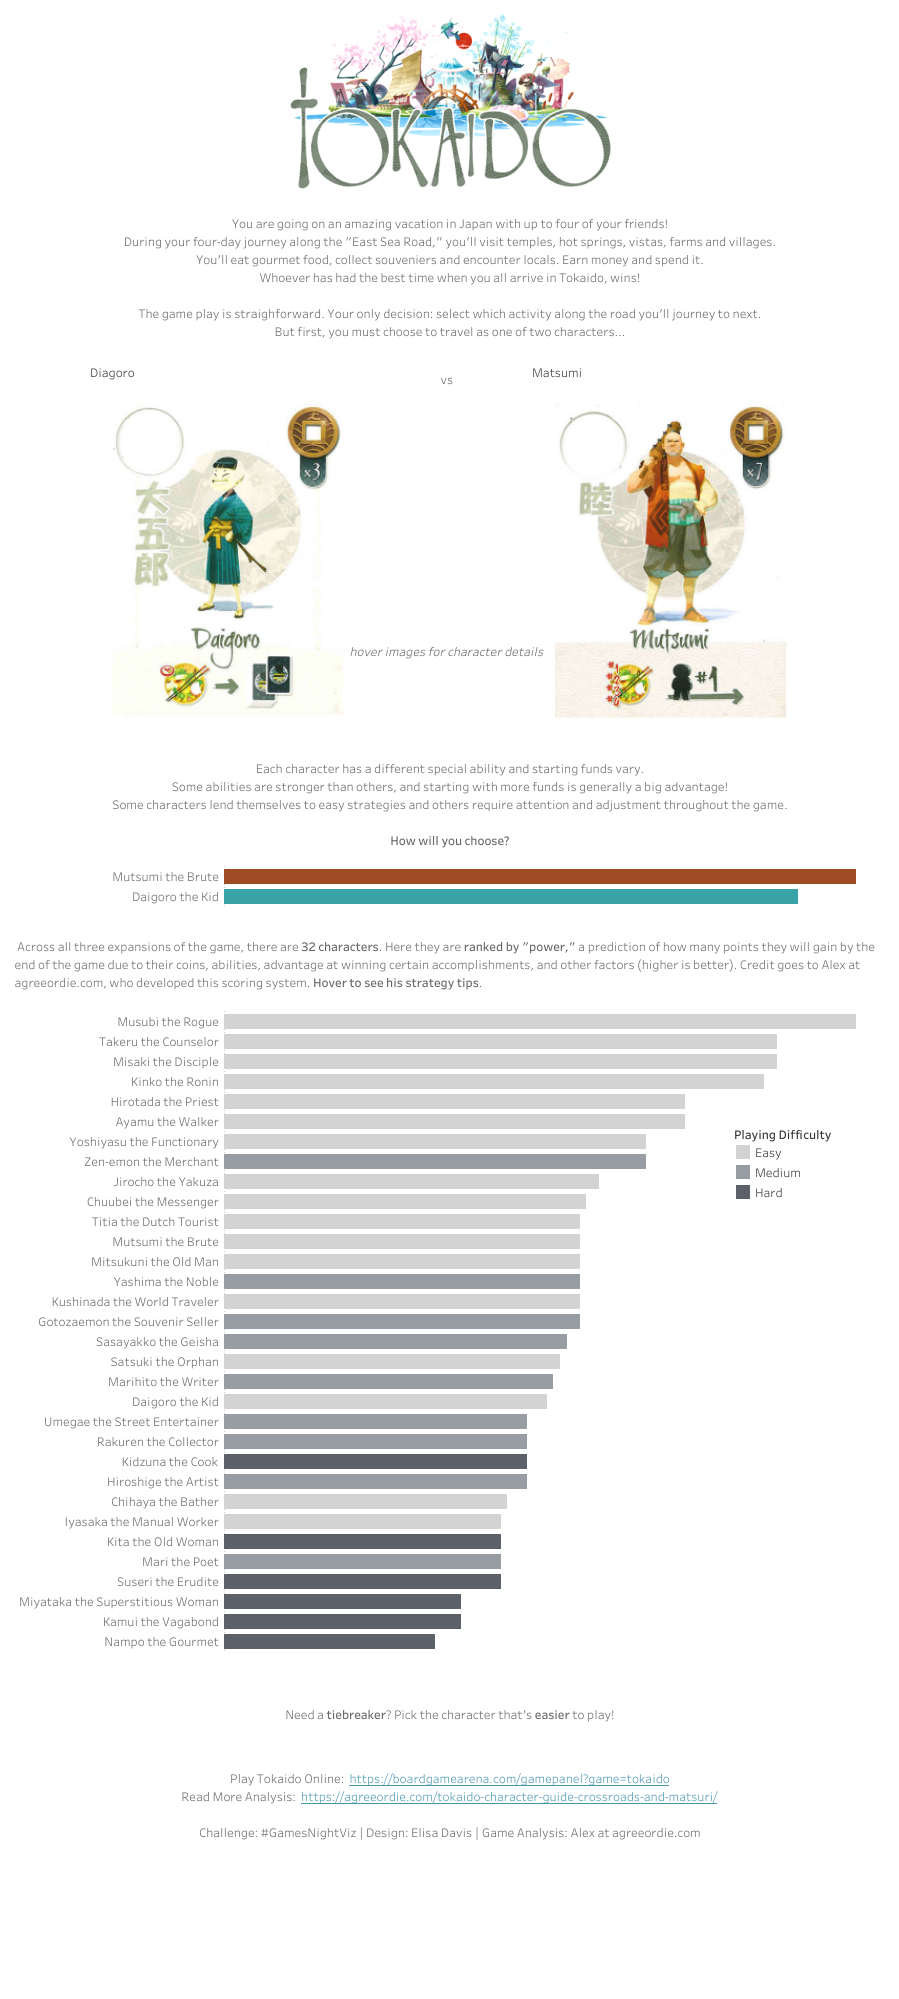 TOKAIDO
You are going on an amazing vacation in Japan with up to four of your friends!
During your four-day journey along the "East Sea Road," you'll visit temples, hot springs, vistas, farms and villages.
You'll eat gourmet food, collect souveniers and encounter locals. Earn money and spend it.
Whoever has had the best time when you all arrive in Tokaido, wins!
The game play is straighforward. Your only decision: select which activity along the road you'll journey to next.
But first, you must choose to travel as one of two characters...
Diagoro
vs
Matsumi
x3
大五郎
Daigoro
x7
睦
Mutsumi
#1
#2
#3
#4
#1
hover images for character details
Each character has a different special ability and starting funds vary.
Some abilities are stronger than others, and starting with more funds is generally a big advantage!
Some characters lend themselves to easy strategies and others require attention and adjustment throughout the game.
How will you choose?
Mutsumi the Brute
Daigoro the Kid
Across all three expansions of the game, there are 32 characters. Here they are ranked by "power," a prediction of how many points they will gain by the
end of the game due to their coins, abilities, advantage at winning certain accomplishments, and other factors (higher is better). Credit goes to Alex at
agreeordie.com, who developed this scoring system. Hover to see his strategy tips.
Musubi the Rogue
Takeru the Counselor
Misaki the Disciple
Kinko the Ronin
Hirotada the Priest
Ayamu the Walker
Yoshiyasu the Functionary
Zen-emon the Merchant
Jirocho the Yakuza
Chuubei the Messenger
Titia the Dutch Tourist
Mutsumi the Brute
Mitsukuni the Old Man
Yashima the Noble
Kushinada the World Traveler
Gotozaemon the Souvenir Seller
Sasayakko the Geisha
Satsuki the Orphan
Marihito the Writer
Daigoro the Kid
Umegae the Street Entertainer
Rakuren the Collector
Kidzuna the Cook
Hiroshige the Artist
Chihaya the Bather
Iyasaka the Manual Worker
Kita the Old Woman
Mari the Poet
Suseri the Erudite
Miyataka the Superstitious Woman
Kamui the Vagabond
Nampo the Gourmet
Playing Difficulty
Easy
Medium
Hard
Need a tiebreaker? Pick the character that's easier to play!
Play Tokaido Online: https://boardgamearena.com/gamepanel?game=tokaido
Read More Analysis: https://agreeordie.com/tokaido-character-guide-crossroads-and-matsuri/
Challenge: #GamesNightViz | Design: Elisa Davis | Game Analysis: Alex at agreeordie.com